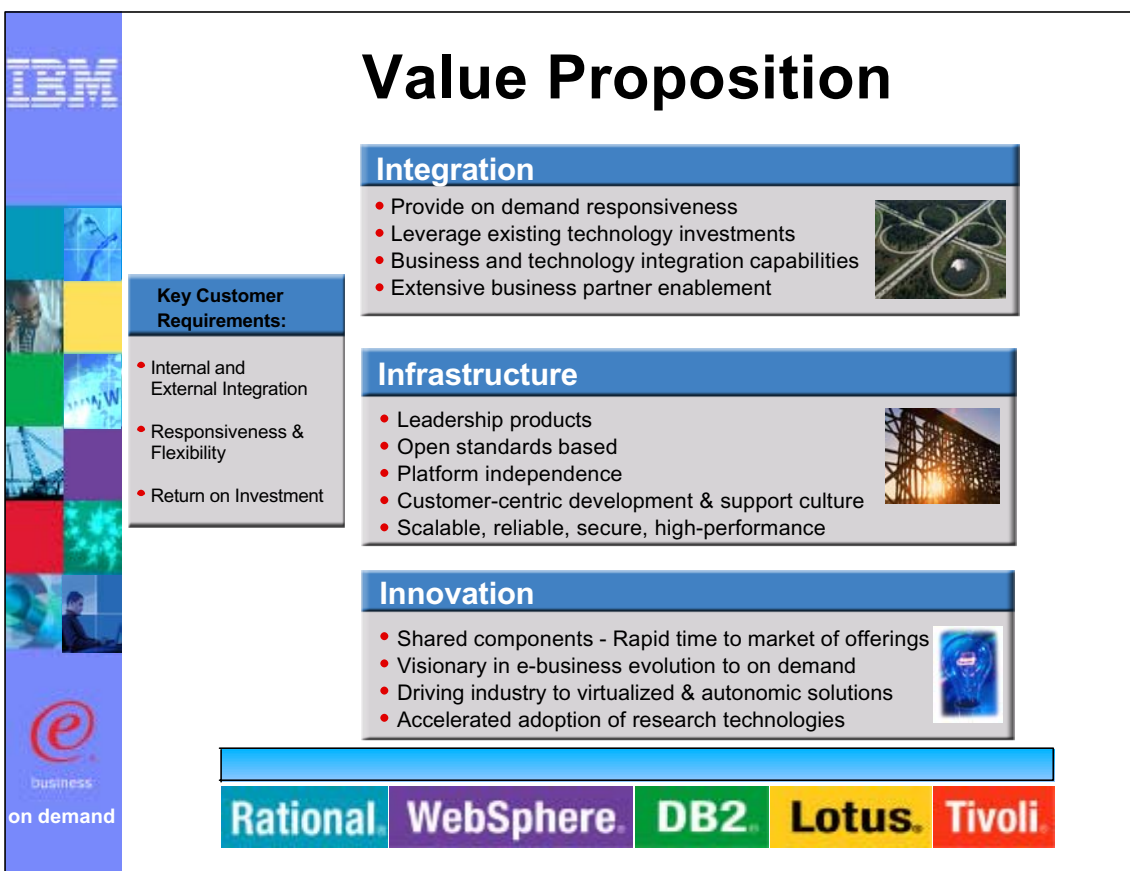 IBM
Value Proposition
Key Customer
Requirements:
• Internal and
External Integration
• Responsiveness &
Flexibility
• Return on Investment
Integration
• Provide on demand responsiveness
• Leverage existing technology investments
• Business and technology integration capabilities
• Extensive business partner enablement
Infrastructure
• Leadership products
• Open standards based
• Platform independence
• Customer-centric development & support culture
• Scalable, reliable, secure, high-performance
Innovation
• Shared components - Rapid time to market of offerings
• Visionary in e-business evolution to on demand
• Driving industry to virtualized & autonomic solutions
• Accelerated adoption of research technologies
e
business
on demand
Rational® WebSphere® DB2® Lotus® Tivoli®